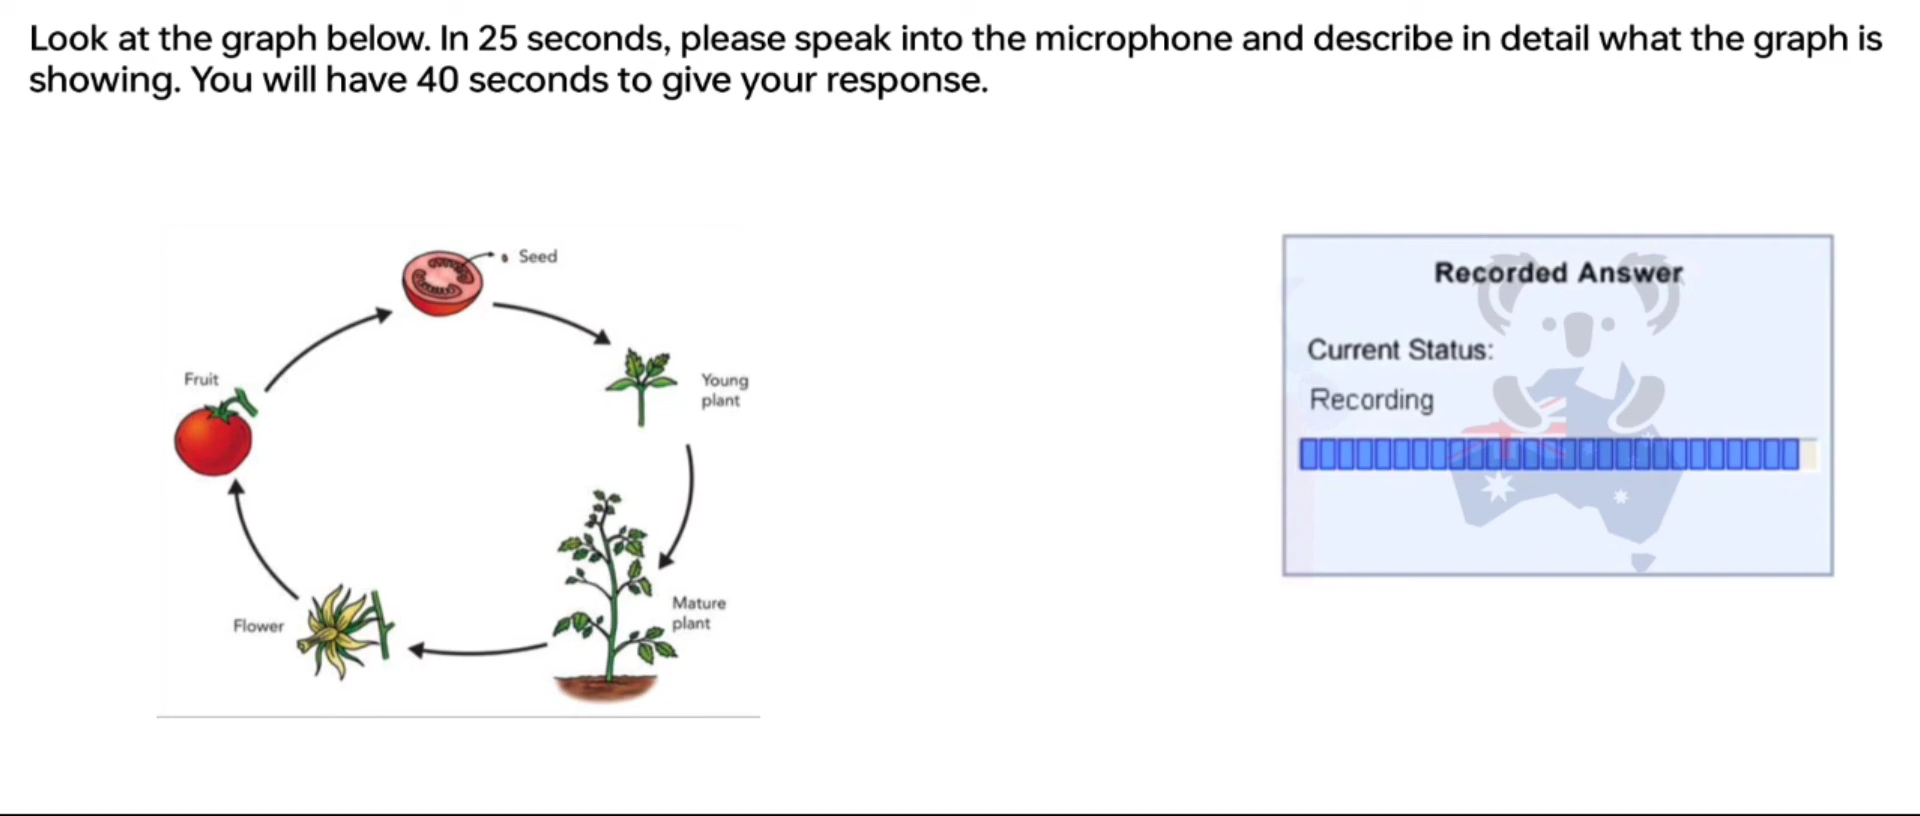 Look at the graph below. In 25 seconds, please speak into the microphone and describe in detail what the graph is
showing. You will have 40 seconds to give your response.
Seed
Young
plant
Mature
plant
Flower
Fruit
Recorded Answer
Current Status:
Recording